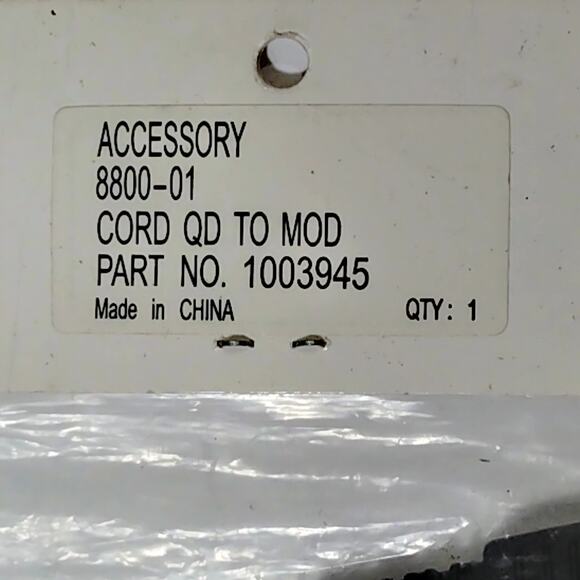 ACCESSORY
8800-01
CORD QD TO MOD
PART NO. 1003945
Made in CHINA QTY: 1